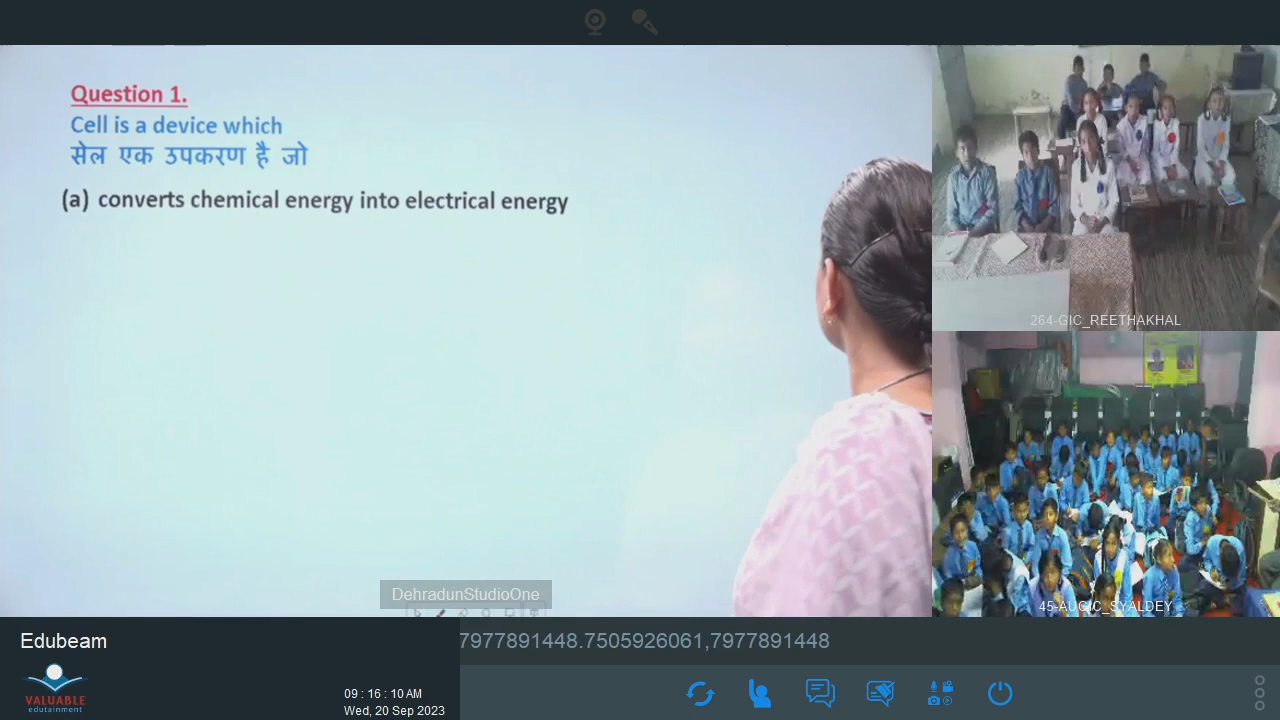 Question 1.
Cell is a device which
सेल एक उपकरण है जो
(a) converts chemical energy into electrical energy
264-GIC_REETHAKHAL
45-AUGIC_SYALDEY
DehradunStudioOne
Edubeam
7977891448.7505926061,7977891448
VALUABLE
edutainment
09 : 16 : 10 AM
Wed, 20 Sep 2023